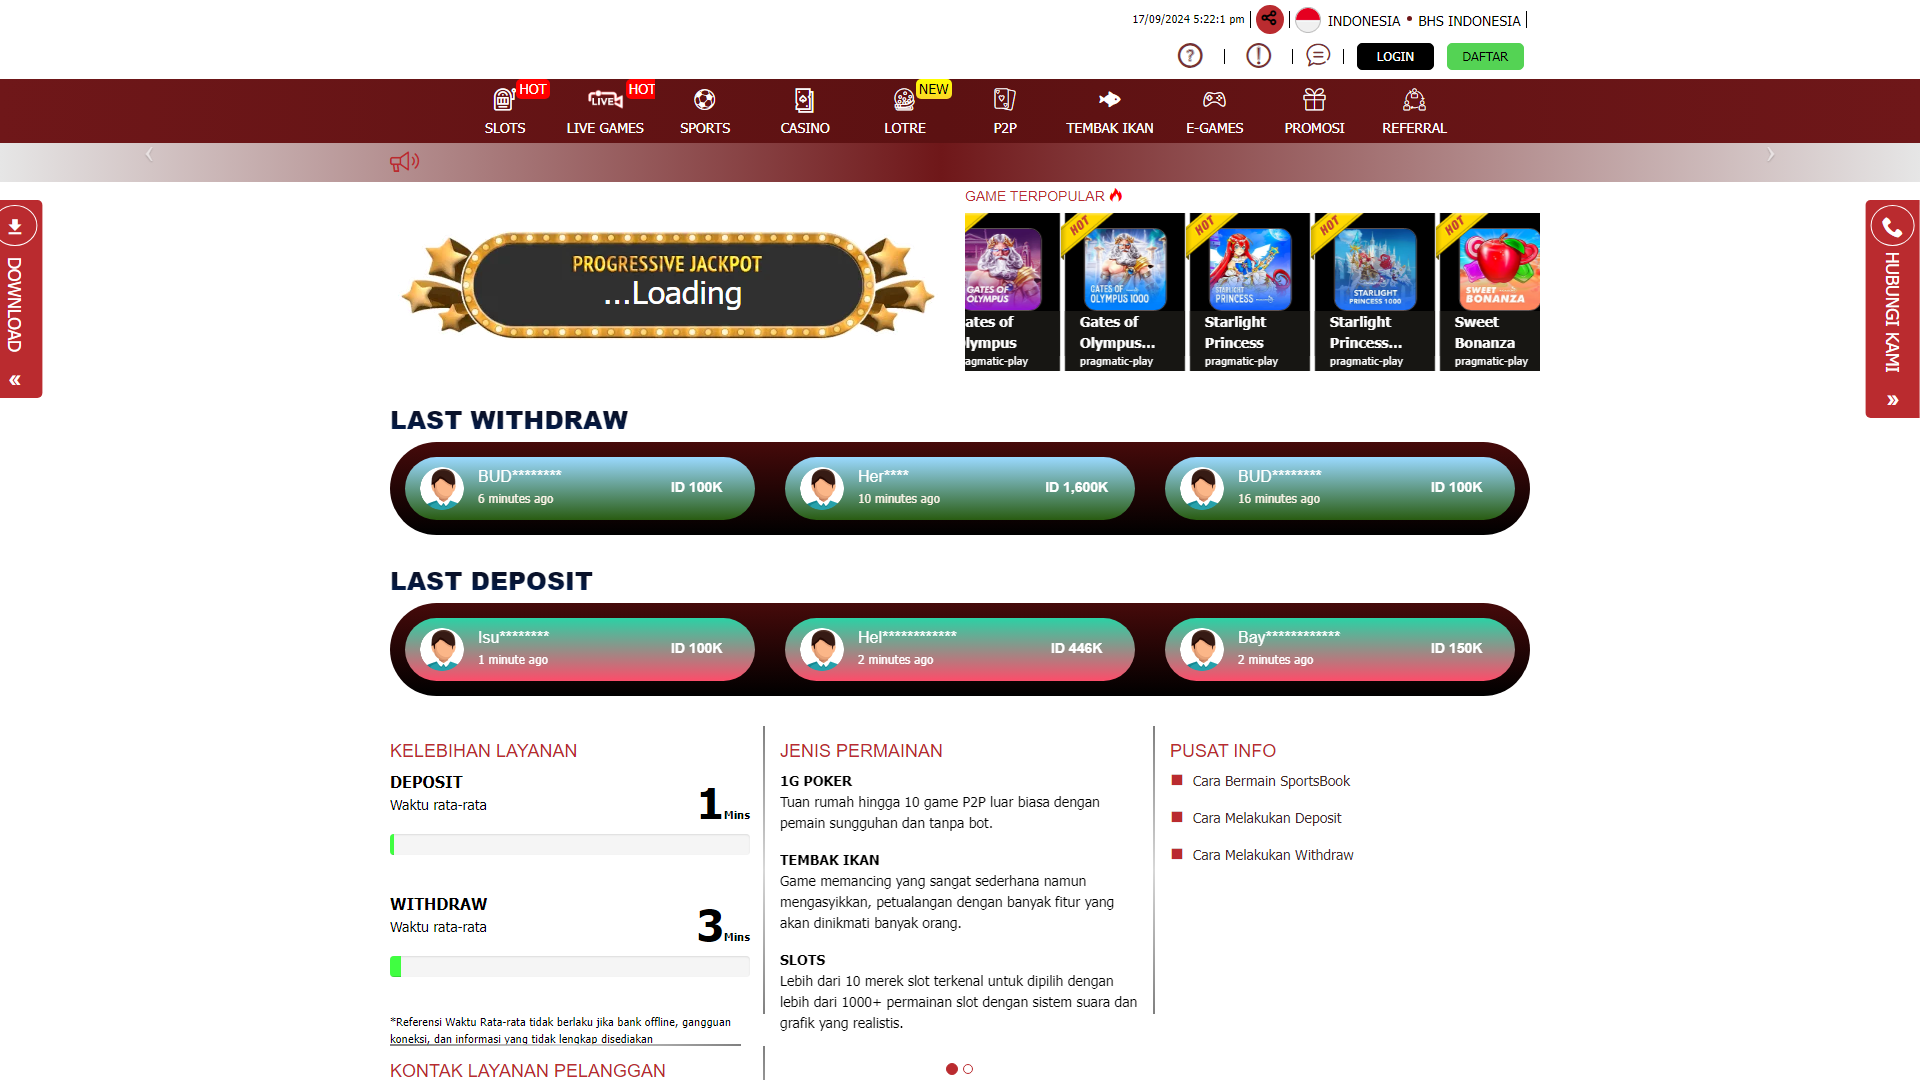 17/09/2024 5:22:1 pm
INDONESIA • BHS INDONESIA
LOGIN
DAFTAR
HOT
HOT
NEW
SLOTS
LIVE GAMES
SPORTS
CASINO
LOTRE
P2P
TEMBAK IKAN
E-GAMES
PROMOSI
REFERRAL
DOWNLOAD
HUBUNGI KAMI
PROGRESSIVE JACKPOT
...Loading
GAME TERPOPULAR
GATES OF OLYMPUS
ates of
lympus
agmatic-play
HOT
GATES OF OLYMPUS 1000
Gates of
Olympus...
pragmatic-play
HOT
STARLIGHT PRINCESS
Starlight
Princess
pragmatic-play
HOT
STARLIGHT PRINCESS 1000
Starlight
Princess...
pragmatic-play
HOT
SWEET BONANZA
Sweet
Bonanza
pragmatic-play
LAST WITHDRAW
BUD********
6 minutes ago
ID 100K
Her****
10 minutes ago
ID 1,600K
BUD********
16 minutes ago
ID 100K
LAST DEPOSIT
Isu********
1 minute ago
ID 100K
Hel************
2 minutes ago
ID 446K
Bay************
2 minutes ago
ID 150K
KELEBIHAN LAYANAN
DEPOSIT
Waktu rata-rata
1 Mins
WITHDRAW
Waktu rata-rata
3 Mins
*Referensi Waktu Rata-rata tidak berlaku jika bank offline, gangguan
koneksi, dan informasi yang tidak lengkap disediakan
KONTAK LAYANAN PELANGGAN
JENIS PERMAINAN
1G POKER
Tuan rumah hingga 10 game P2P luar biasa dengan
pemain sungguhan dan tanpa bot.
TEMBAK IKAN
Game memancing yang sangat sederhana namun
mengasyikkan, petualangan dengan banyak fitur yang
akan dinikmati banyak orang.
SLOTS
Lebih dari 10 merek slot terkenal untuk dipilih dengan
lebih dari 1000+ permainan slot dengan sistem suara dan
grafik yang realistis.
PUSAT INFO
Cara Bermain SportsBook
Cara Melakukan Deposit
Cara Melakukan Withdraw